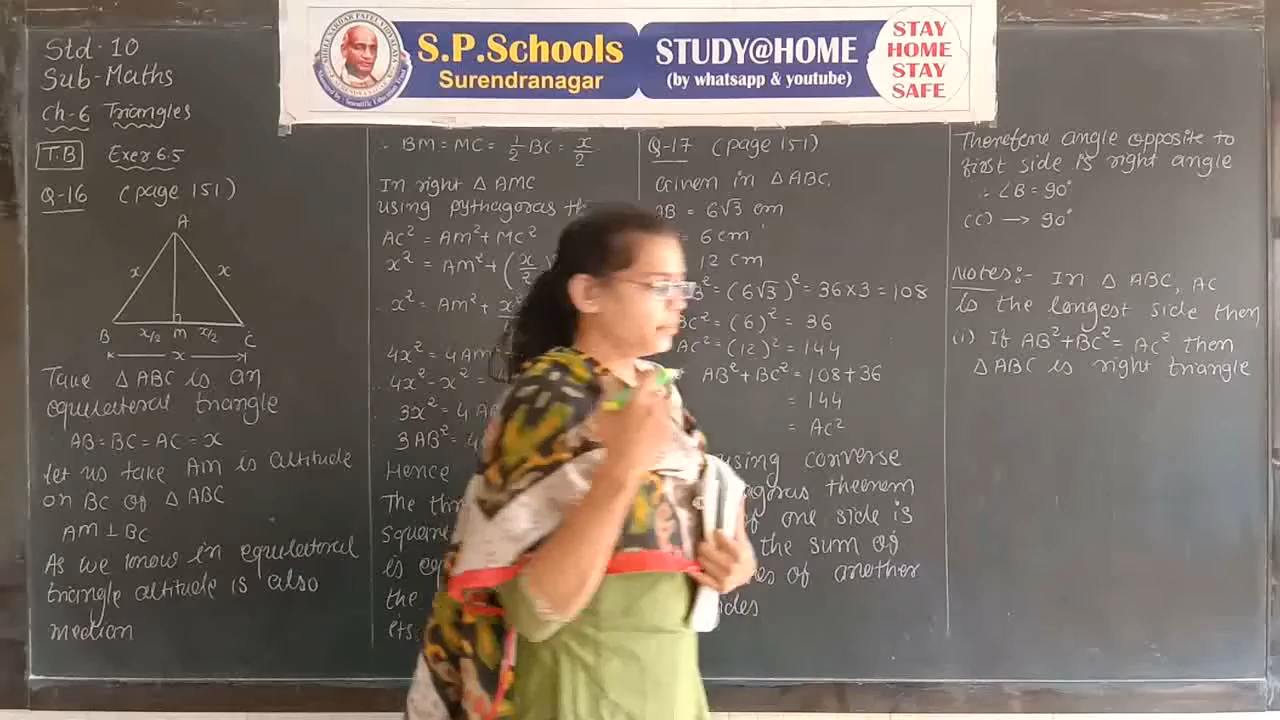 S.P.Schools
Surendranagar
STUDY@HOME
(by whatsapp & youtube)
STAY
HOME
STAY
SAFE
Std-10
Sub-Maths
Ch-6 Triangles
T.B Exer 6.5
Q-16 (page 151)
A
x x
B x/2 M x/2 C
x
Take △ABC is an
equilateral triangle
AB=BC=AC=x
let us take AM is altitude
on BC of △ABC
AM⊥BC
As we know in equilateral
triangle altitude is also
median
∴ BM=MC= 1/2 BC= x/2
In right △AMC
using pythagoras
AC²=AM²+MC²
x²=AM²+(x/2)
x²=AM²+
4x²=4AM²
4x²-x²=
3x²=4
3AB²=
Hence
The
square
is
the
its
Q-17 (page 151)
Given in △ABC,
AB = 6√3 cm
= 6cm
12 cm
AB²=(6√3)²=36×3=108
BC²=(6)²=36
AC²=(12)²=144
AB²+BC²=108+36
=144
=AC²
using converse
theorem
of one side is
the sum of
of another
sides
Therefore angle opposite to
first side is right angle
∴ ∠B=90°
(C) → 90°
Notes:- In △ABC, AC
is the longest side then
(i) If AB²+BC²=AC² then
△ABC is right triangle